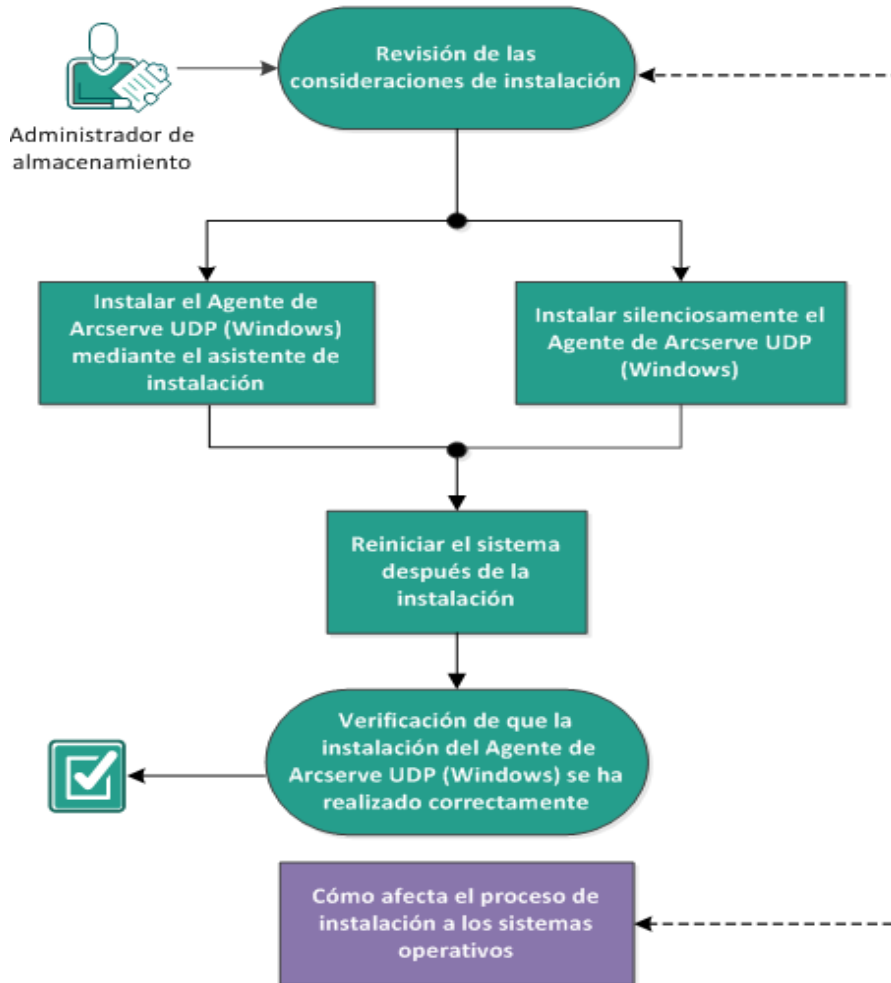 Revisión de las
consideraciones de instalación
Administrador de
almacenamiento
Instalar el Agente de
Arcserve UDP (Windows)
mediante el asistente de
instalación
Instalar silenciosamente el
Agente de Arcserve UDP
(Windows)
Reiniciar el sistema
después de la
instalación
Verificación de que la
instalación del Agente de
Arcserve UDP (Windows) se ha
realizado correctamente
Cómo afecta el proceso de
instalación a los sistemas
operativos